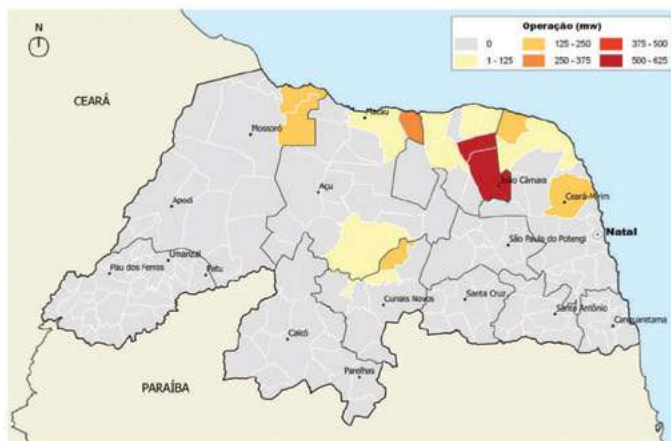 N
Operação (mw)
0
125 - 250
375 - 500
1 - 125
250 - 375
500 - 625
CEARÁ
Macau
Mossoró
João Câmara
Açu
Ceará-Mirim
Apodi
Natal
São Paulo do Potengi
Umarizal
Pau dos Ferros
Patu
Currais Novos
Santa Cruz
Santo Antônio
Canguaretama
Caicó
Parelhas
PARAÍBA